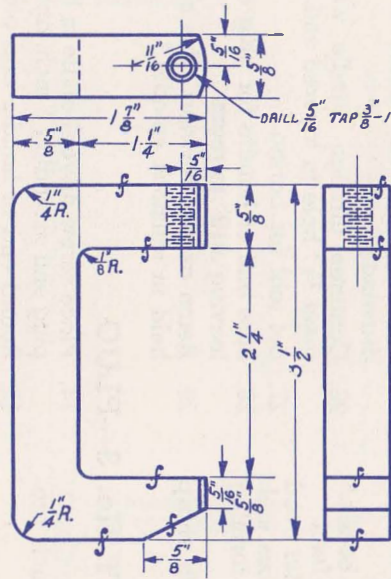 11/16
5/16"
5/8"
1 7/8"
DRILL 5/16" TAP 3/8-1
5/8"
1 1/4"
5/16"
f
f
1/4" R.
5/8"
1/8" R.
f
2 1/4"
3 1/2"
f
f
f
5/16"
5/8"
1/4" R.
f
f
5/8"